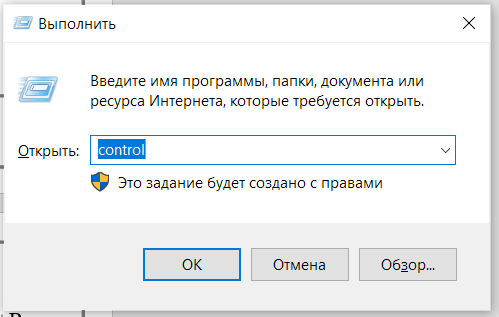 Выполнить
Введите имя программы, папки, документа или
ресурса Интернета, которые требуется открыть.
Открыть: control
Это задание будет создано с правами
ОК Отмена Обзор...